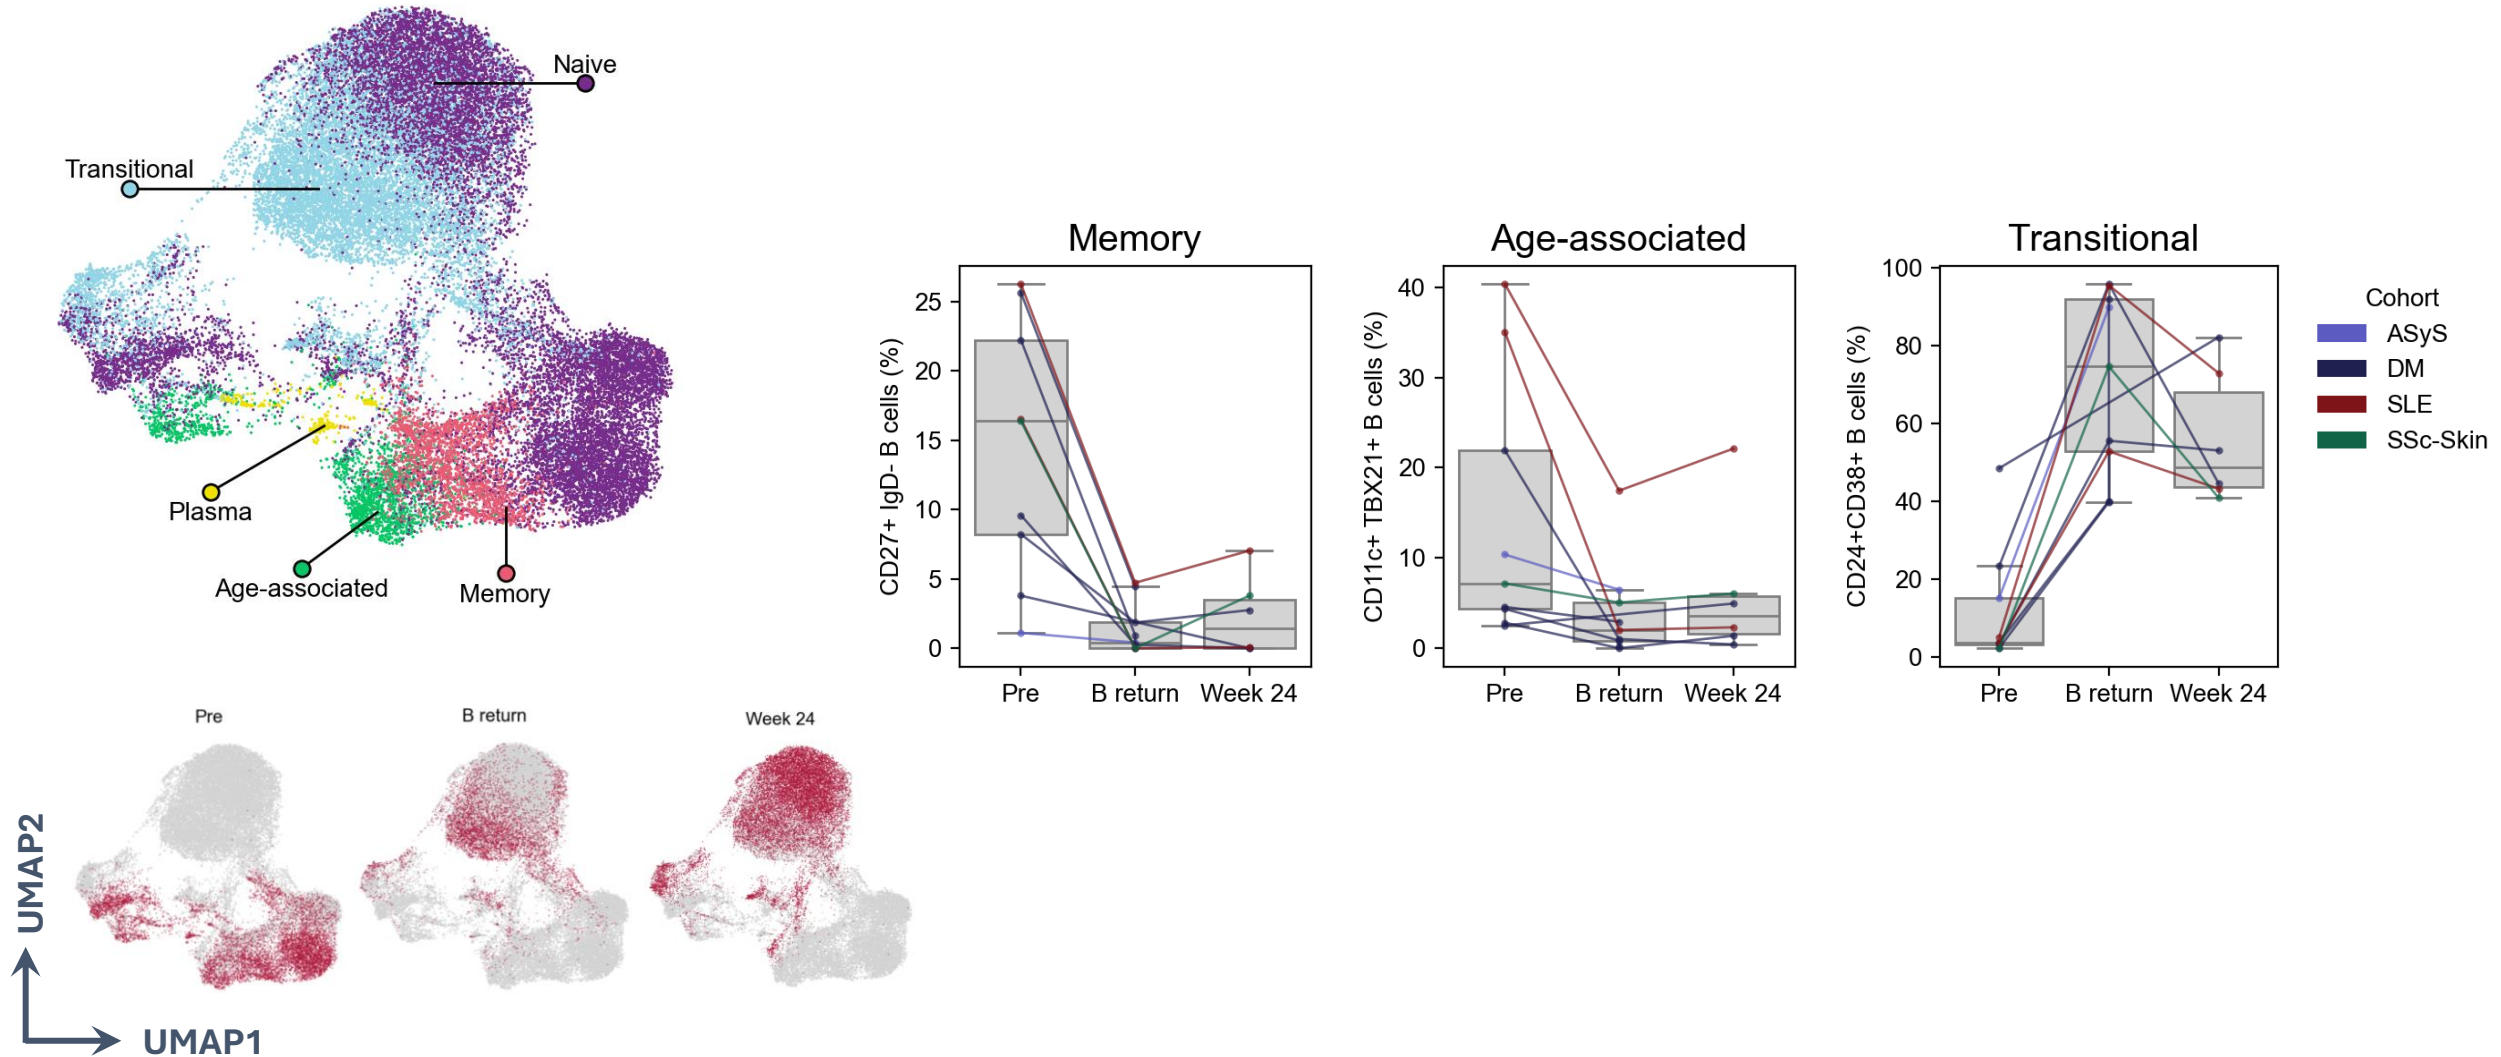 Naive
Transitional
Plasma
Age-associated
Memory
Pre
B return
Week 24
UMAP2
UMAP1
Memory
CD27+ IgD- B cells (%)
25
20
15
10
5
0
Pre B return Week 24
Age-associated
CD11c+ TBX21+ B cells (%)
40
30
20
10
0
Pre B return Week 24
Transitional
CD24+CD38+ B cells (%)
100
80
60
40
20
0
Pre B return Week 24
Cohort
ASyS
DM
SLE
SSc-Skin